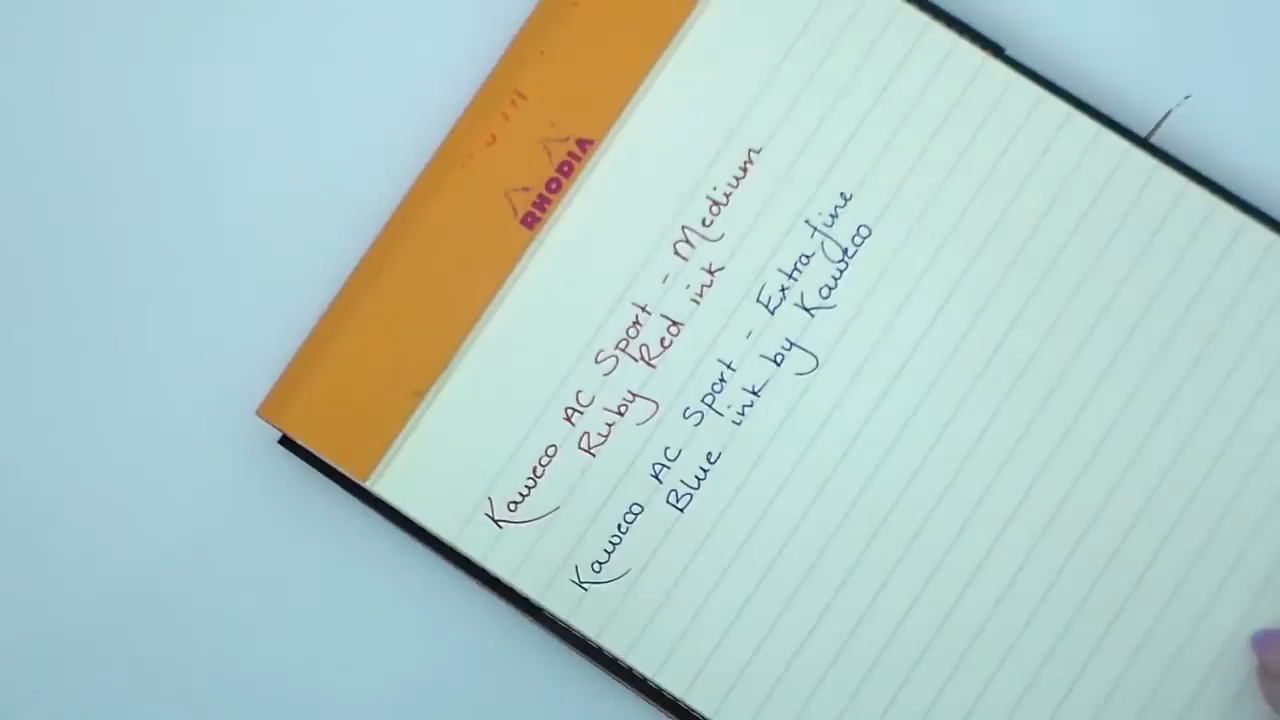 RHODIA
Kaweco AC Sport - Medium
Ruby Red ink
Kaweco AC Sport - Extra fine
Blue ink by Kaweco